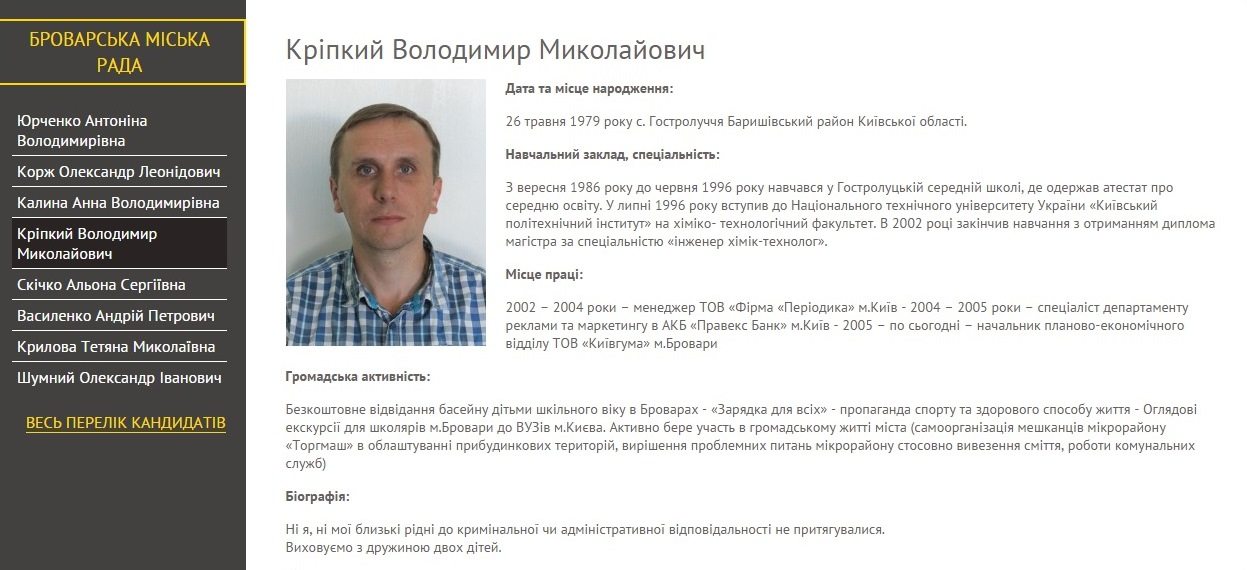 БРОВАРСЬКА МІСЬКА
РАДА
Юрченко Антоніна
Володимирівна
Корж Олександр Леонідович
Калина Анна Володимирівна
Кріпкий Володимир
Миколайович
Скічко Альона Сергіївна
Василенко Андрій Петрович
Крилова Тетяна Миколаївна
Шумний Олександр Іванович
ВЕСЬ ПЕРЕЛІК КАНДИДАТІВ
Кріпкий Володимир Миколайович
Дата та місце народження:
26 травня 1979 року с. Гостролуччя Баришівський район Київської області.
Навчальний заклад, спеціальність:
З вересня 1986 року до червня 1996 року навчався у Гостролуцькій середній школі, де одержав атестат про
середню освіту. У липні 1996 року вступив до Національного технічного університету України «Київський
політехнічний інститут» на хіміко- технологічний факультет. В 2002 році закінчив навчання з отриманням диплома
магістра за спеціальністю «інженер хімік-технолог».
Місце праці:
2002 – 2004 роки – менеджер ТОВ «Фірма «Періодика» м.Київ - 2004 – 2005 роки – спеціаліст департаменту
реклами та маркетингу в АКБ «Правекс Банк» м.Київ - 2005 – по сьогодні – начальник планово-економічного
відділу ТОВ «Київгума» м.Бровари
Громадська активність:
Безкоштовне відвідання басейну дітьми шкільного віку в Броварах - «Зарядка для всіх» - пропаганда спорту та здорового способу життя - Оглядові
екскурсії для школярів м.Бровари до ВУЗів м.Києва. Активно бере участь в громадському житті міста (самоорганізація мешканців мікрорайону
«Торгмаш» в облаштуванні прибудинкових територій, вирішення проблемних питань мікрорайону стосовно вивезення сміття, роботи комунальних
служб)
Біографія:
Ні я, ні мої близькі рідні до кримінальної чи адміністративної відповідальності не притягувалися.
Виховуємо з дружиною двох дітей.